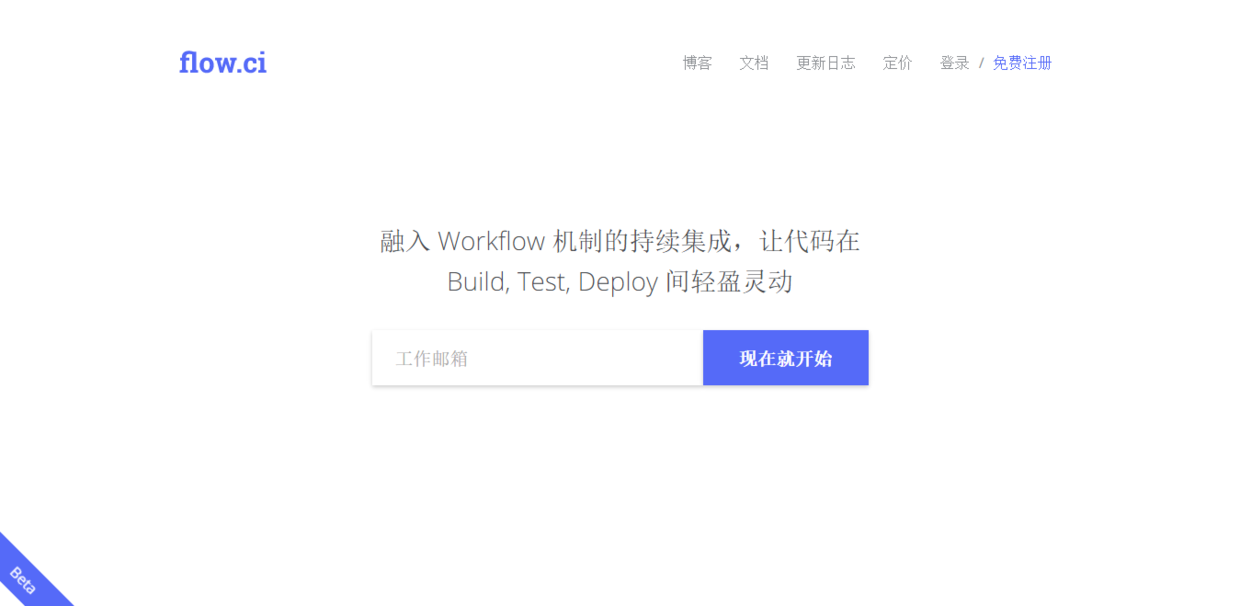 flow.ci
博客 文档 更新日志 定价 登录 / 免费注册
融入 Workflow 机制的持续集成，让代码在
Build, Test, Deploy 间轻盈灵动
工作邮箱
现在就开始
Beta